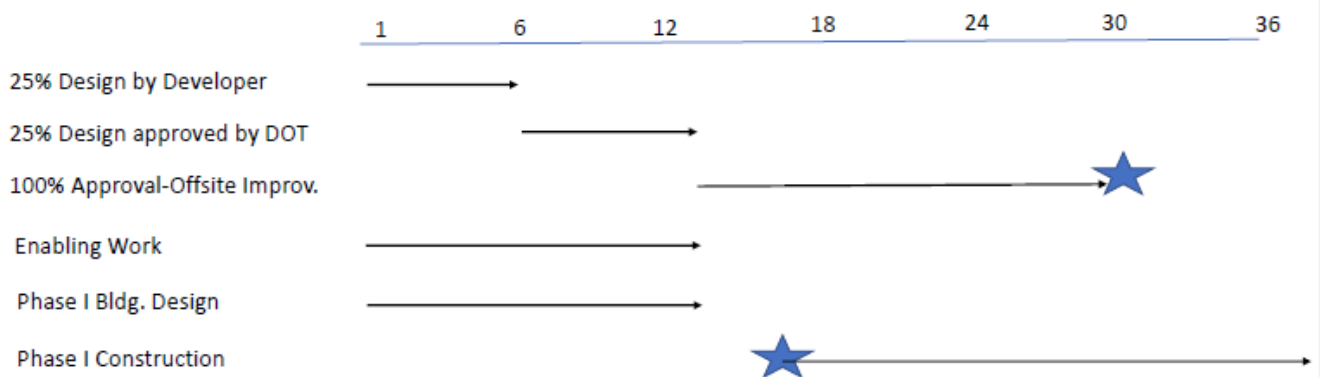 1 6 12 18 24 30 36
25% Design by Developer
25% Design approved by DOT
100% Approval-Offsite Improv.
Enabling Work
Phase I Bldg. Design
Phase I Construction